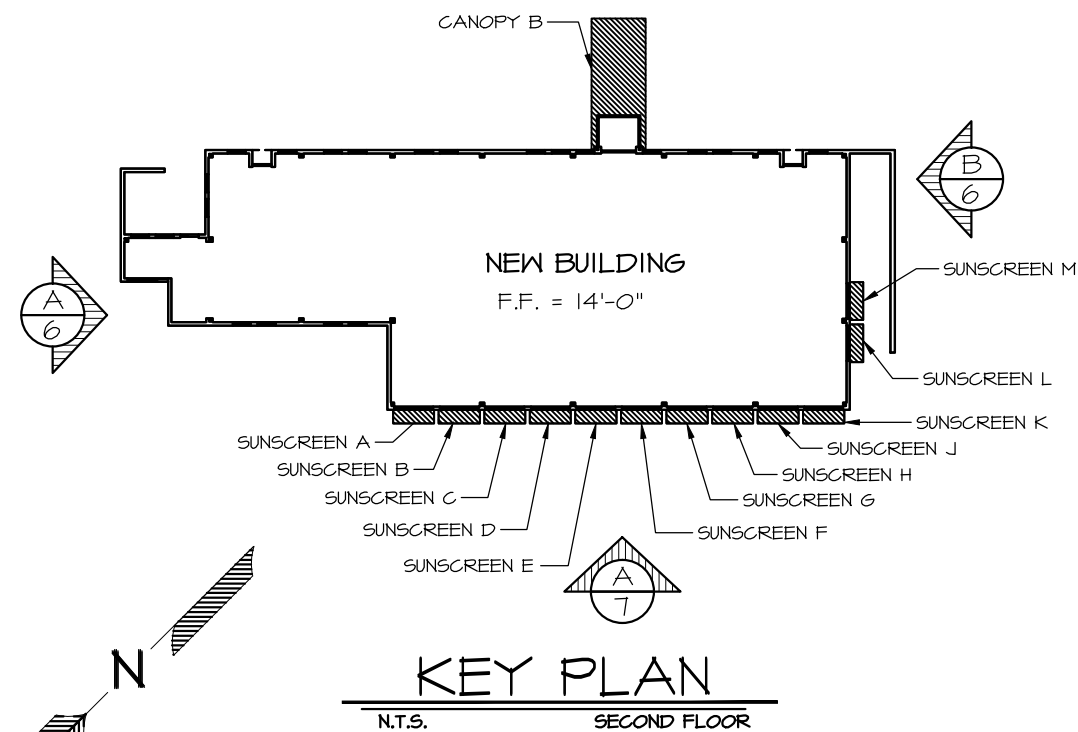 CANOPY B
B
6
NEW BUILDING
F.F. = 14'-0"
SUNSCREEN M
A
6
SUNSCREEN L
SUNSCREEN K
SUNSCREEN A
SUNSCREEN J
SUNSCREEN B
SUNSCREEN H
SUNSCREEN C
SUNSCREEN G
SUNSCREEN D
SUNSCREEN F
SUNSCREEN E
A
7
N
KEY PLAN
N.T.S. SECOND FLOOR